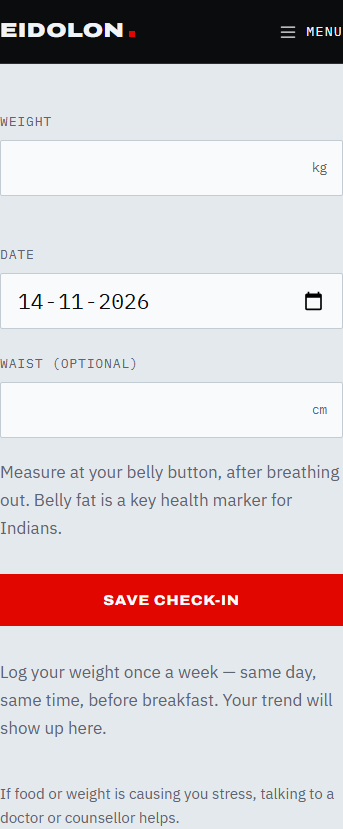 EIDOLON.
MENU
WEIGHT
kg
DATE
14-11-2026
WAIST (OPTIONAL)
cm
Measure at your belly button, after breathing
out. Belly fat is a key health marker for
Indians.
SAVE CHECK-IN
Log your weight once a week — same day,
same time, before breakfast. Your trend will
show up here.
If food or weight is causing you stress, talking to a
doctor or counsellor helps.